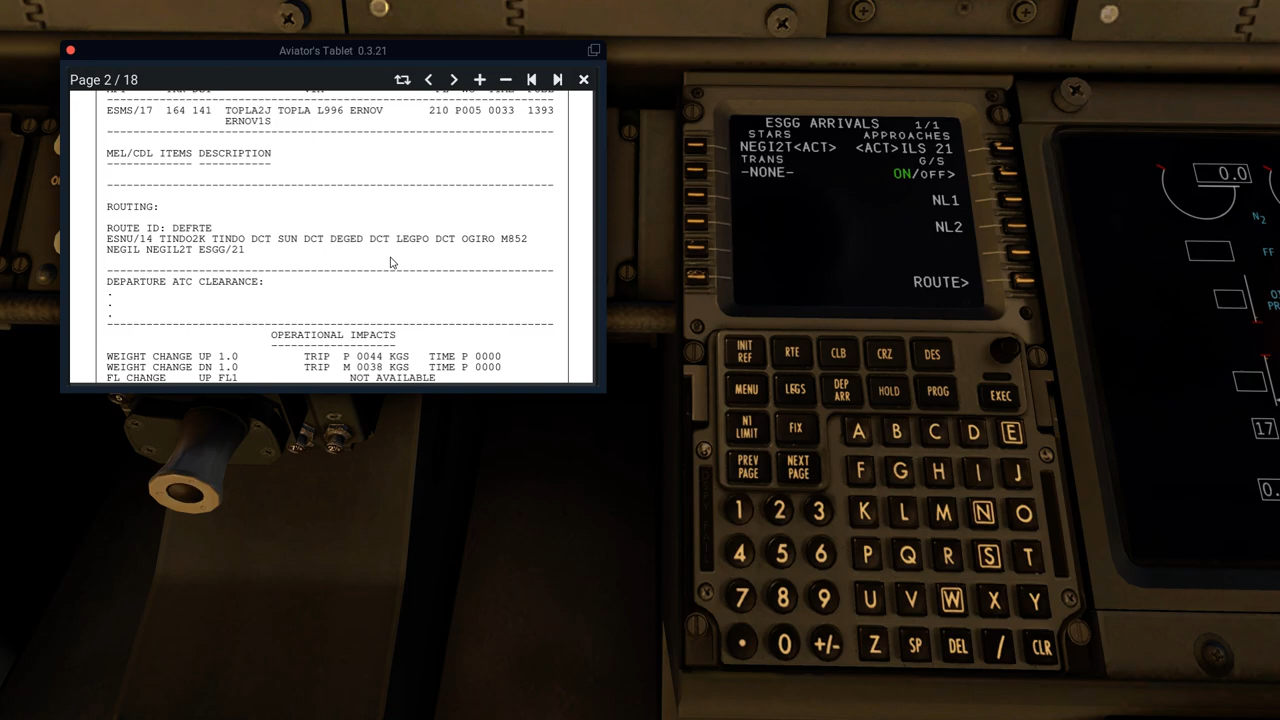 Aviator's Tablet 0.3.21
Page 2 / 18
ESMS/17 164 141 TOPLA2J TOPLA L996 ERNOV 210 P005 0033 1393
ERNOV1S
MEL/CDL ITEMS DESCRIPTION
ROUTING:
ROUTE ID: DEFRTE
ESNU/14 TINDO2K TINDO DCT SUN DCT DEGED DCT LEGPO DCT OGIRO M852
NEGIL NEGIL2T ESGG/21
DEPARTURE ATC CLEARANCE:
.
.
.
OPERATIONAL IMPACTS
WEIGHT CHANGE UP 1.0 TRIP P 0044 KGS TIME P 0000
WEIGHT CHANGE DN 1.0 TRIP M 0038 KGS TIME P 0000
FL CHANGE UP FL1 NOT AVAILABLE
ESGG ARRIVALS 1/1
STARS APPROACHES
NEGI2T<ACT> <ACT>ILS 21
TRANS G/S
-NONE- ON/OFF>
NL1
NL2
ROUTE>
INIT REF RTE CLB CRZ DES
MENU LEGS DEP ARR HOLD PROG EXEC
N1 LIMIT FIX A B C D E
PREV PAGE NEXT PAGE F G H I J
1 2 3 K L M N O
4 5 6 P Q R S T
7 8 9 U V W X Y
. 0 +/- Z SP DEL / CLR
0.0
N2
FF
17
0.